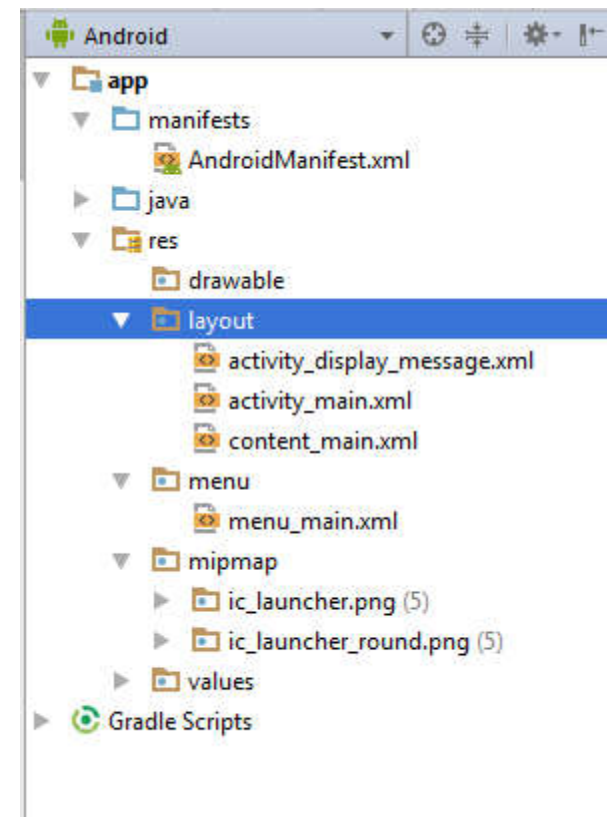 Android
app
manifests
AndroidManifest.xml
java
res
drawable
layout
activity_display_message.xml
activity_main.xml
content_main.xml
menu
menu_main.xml
mipmap
ic_launcher.png (5)
ic_launcher_round.png (5)
values
Gradle Scripts